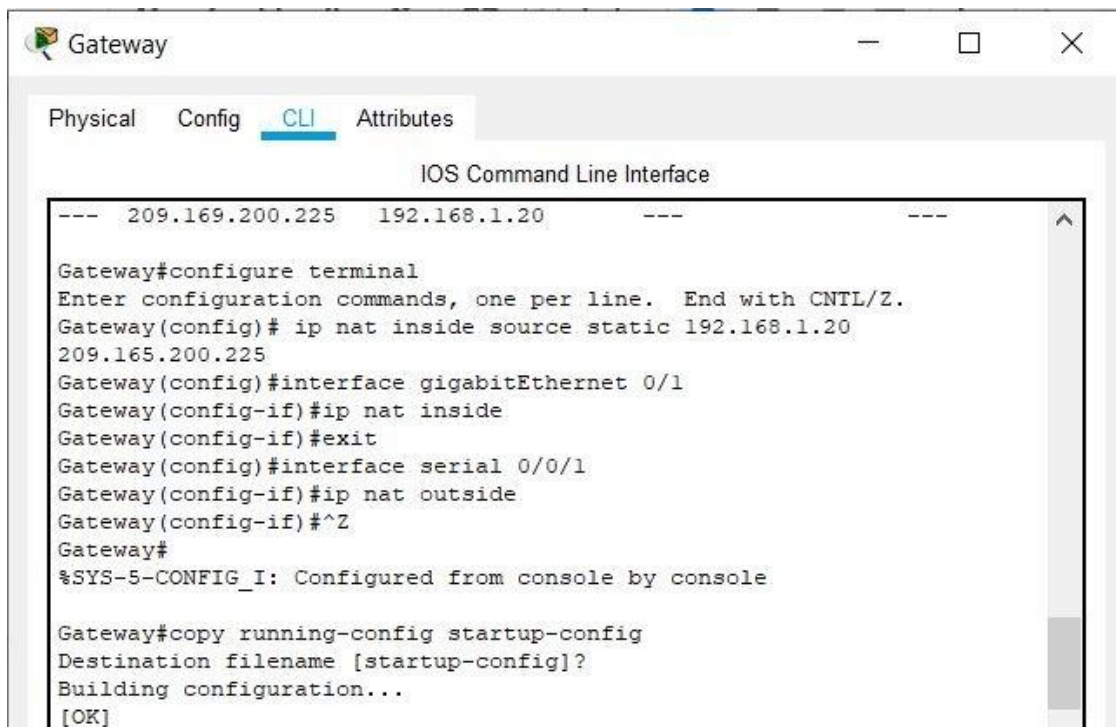 Gateway
Physical Config CLI Attributes
IOS Command Line Interface
--- 209.169.200.225 192.168.1.20 --- ---
Gateway#configure terminal
Enter configuration commands, one per line. End with CNTL/Z.
Gateway(config)# ip nat inside source static 192.168.1.20
209.165.200.225
Gateway(config)#interface gigabitEthernet 0/1
Gateway(config-if)#ip nat inside
Gateway(config-if)#exit
Gateway(config)#interface serial 0/0/1
Gateway(config-if)#ip nat outside
Gateway(config-if)#^Z
Gateway#
%SYS-5-CONFIG_I: Configured from console by console
Gateway#copy running-config startup-config
Destination filename [startup-config]?
Building configuration...
[OK]